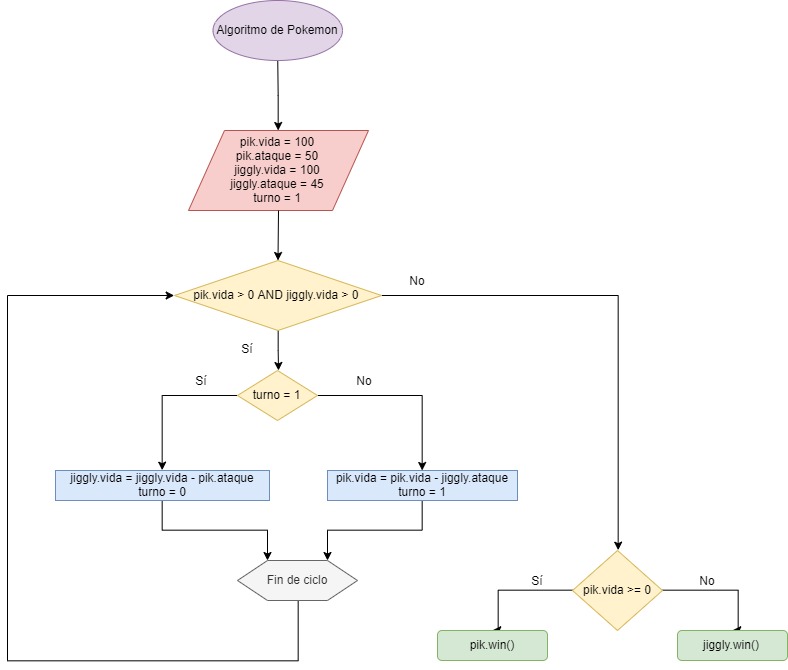 Algoritmo de Pokemon
pik.vida = 100
pik.ataque = 50
jiggly.vida = 100
jiggly.ataque = 45
turno = 1
pik.vida > 0 AND jiggly.vida > 0
No
Sí
turno = 1
Sí
No
jiggly.vida = jiggly.vida - pik.ataque
turno = 0
pik.vida = pik.vida - jiggly.ataque
turno = 1
Fin de ciclo
pik.vida >= 0
Sí
No
pik.win()
jiggly.win()